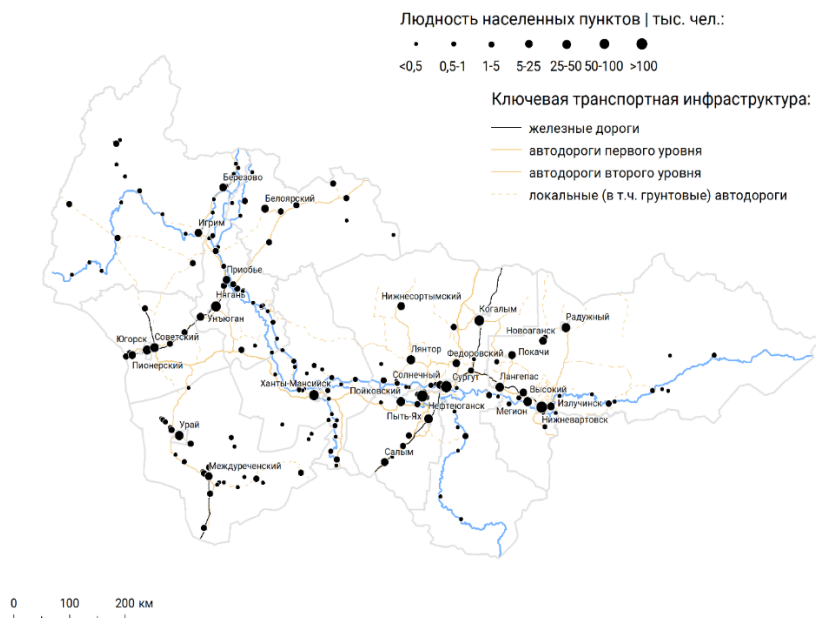 Людность населенных пунктов | тыс. чел.:
<0,5 0,5-1 1-5 5-25 25-50 50-100 >100
Ключевая транспортная инфраструктура:
железные дороги
автодороги первого уровня
автодороги второго уровня
локальные (в т.ч. грунтовые) автодороги
Березово
Белоярский
Игрим
Приобье
Нягань
Унъюган
Нижнесортымский
Когалым
Радужный
Новоаганск
Югорск
Советский
Пионерский
Лянтор
Федоровский
Покачи
Солнечный
Сургут
Лангепас
Ханты-Мансийск
Высокий
Пойковский
Излучинск
Нефтеюганск
Мегион
Пыть-Ях
Нижневартовск
Урай
Салым
Междуреченский
0 100 200 км